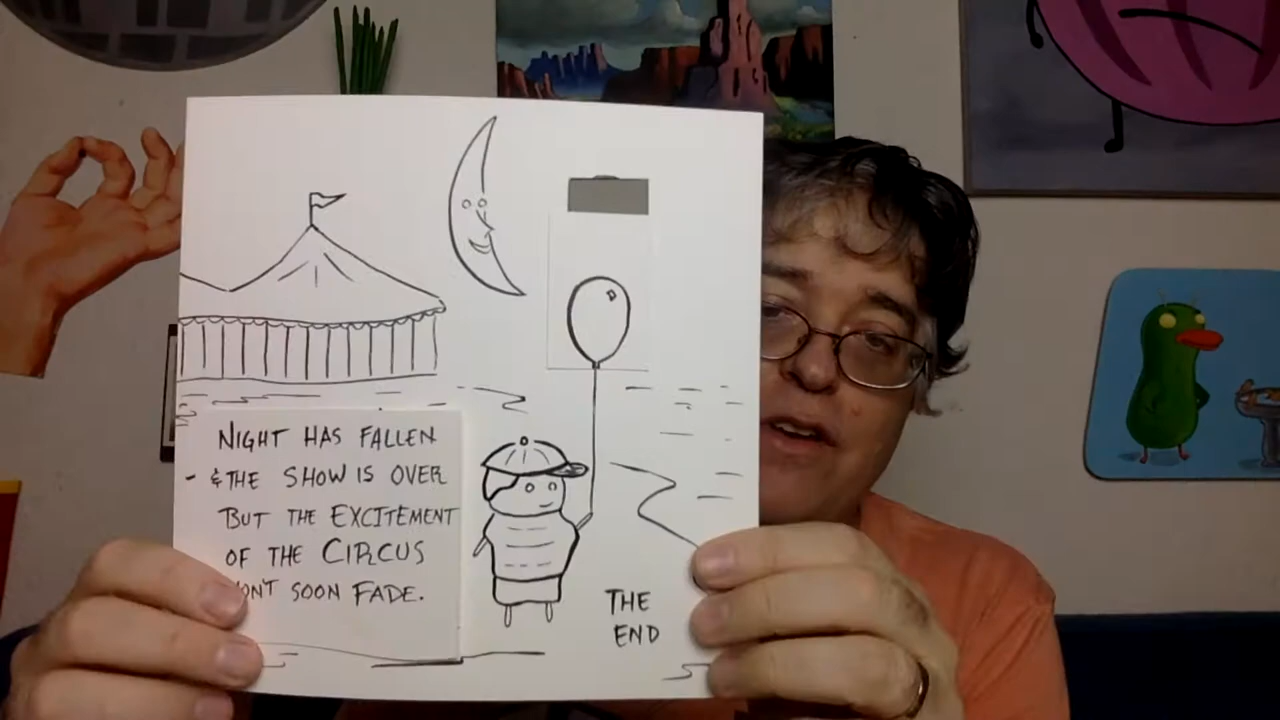 NIGHT HAS FALLEN
- & THE SHOW IS OVER
BUT THE EXCITEMENT
OF THE CIRCUS
SOON FADE.
THE
END